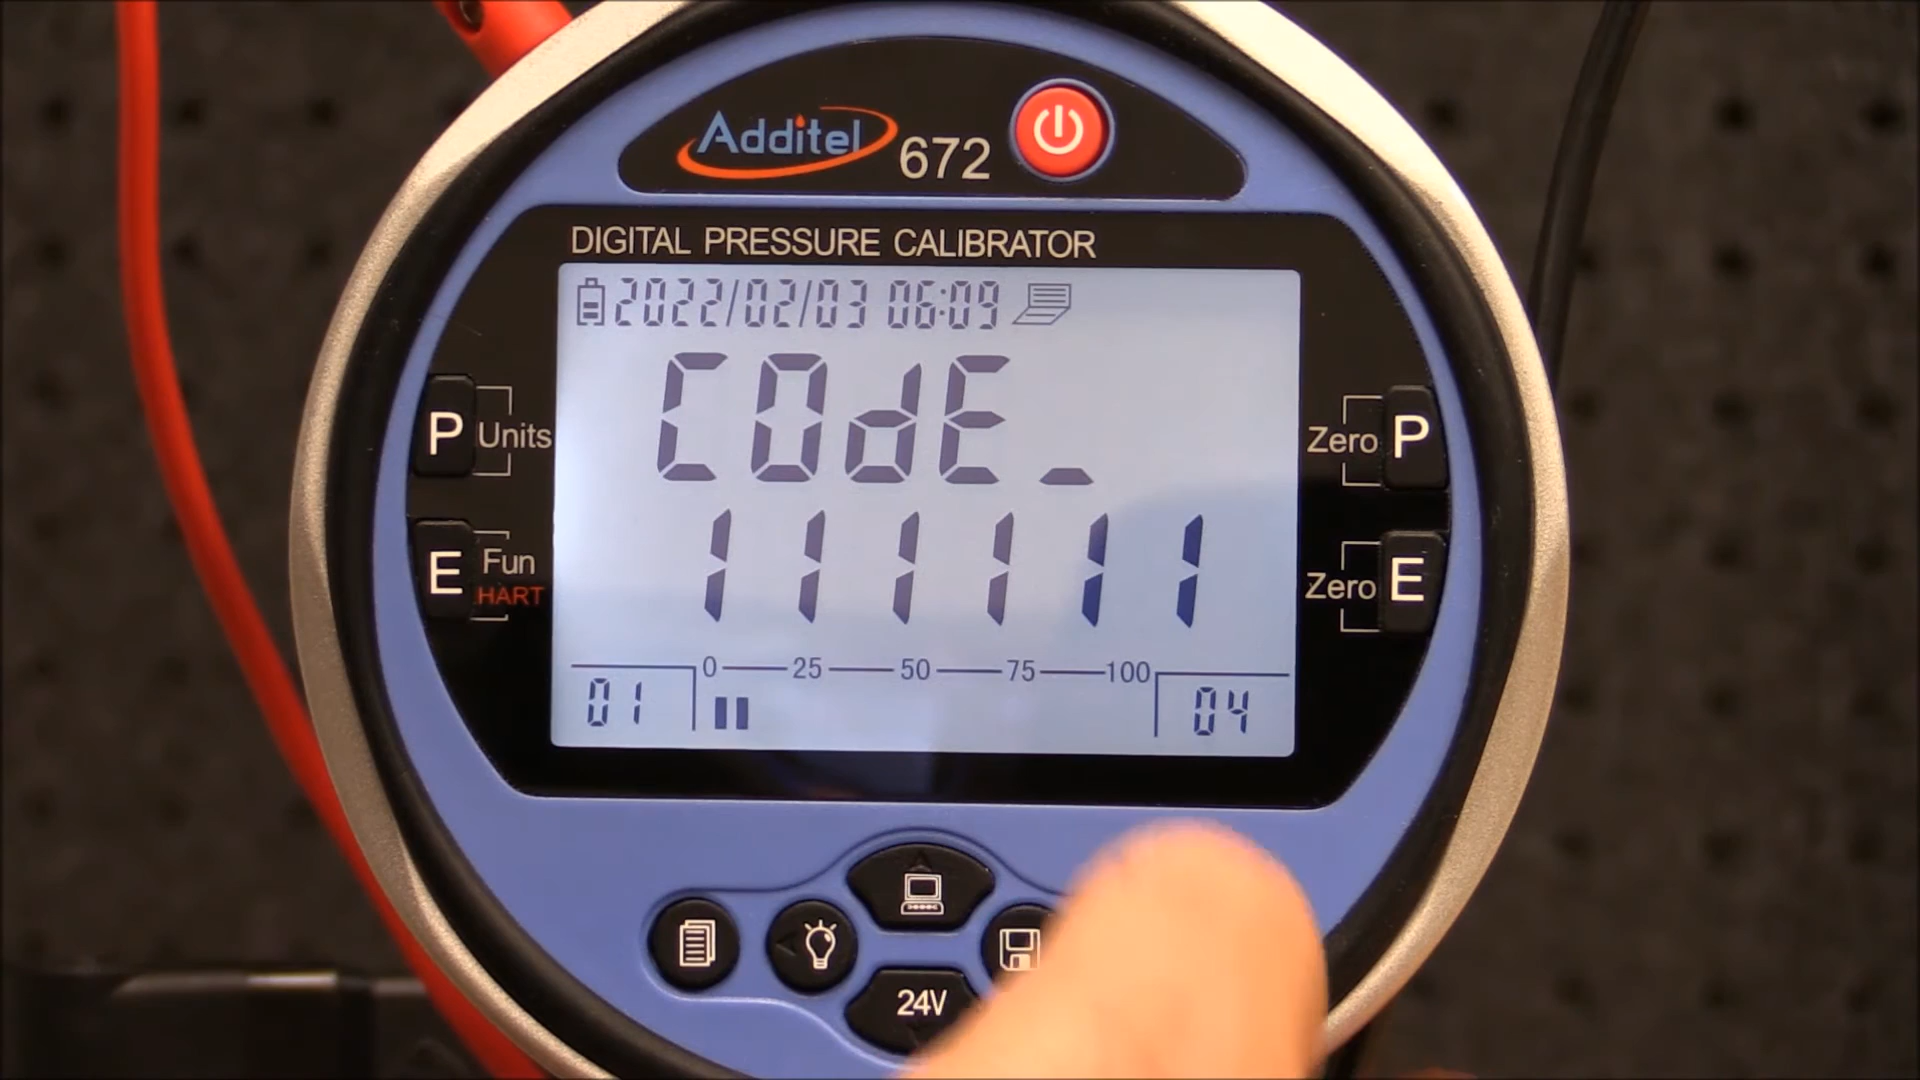 Additel 672
DIGITAL PRESSURE CALIBRATOR
2022/02/03 06:09
COdE_
111111
P Units
Zero P
E Fun
HART
Zero E
0 25 50 75 100
01
04
24V